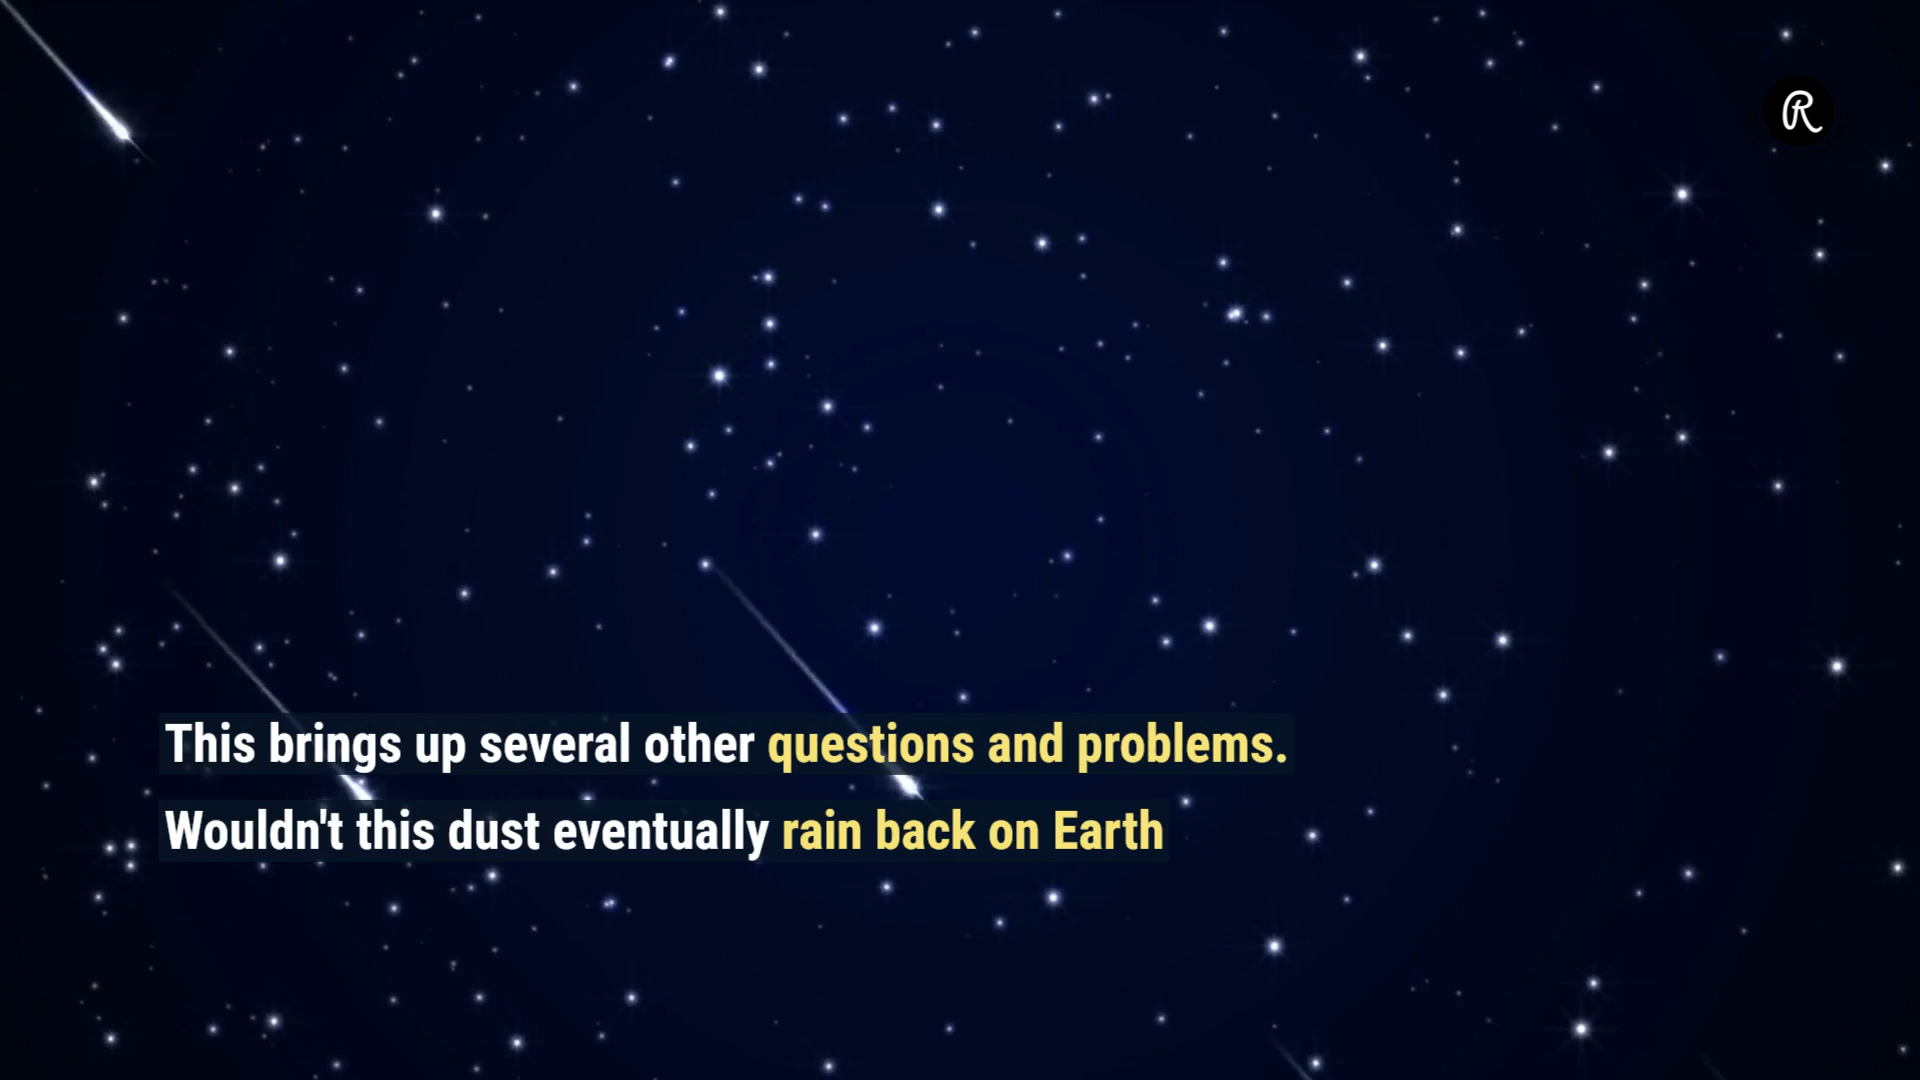 R
This brings up several other questions and problems.
Wouldn't this dust eventually rain back on Earth